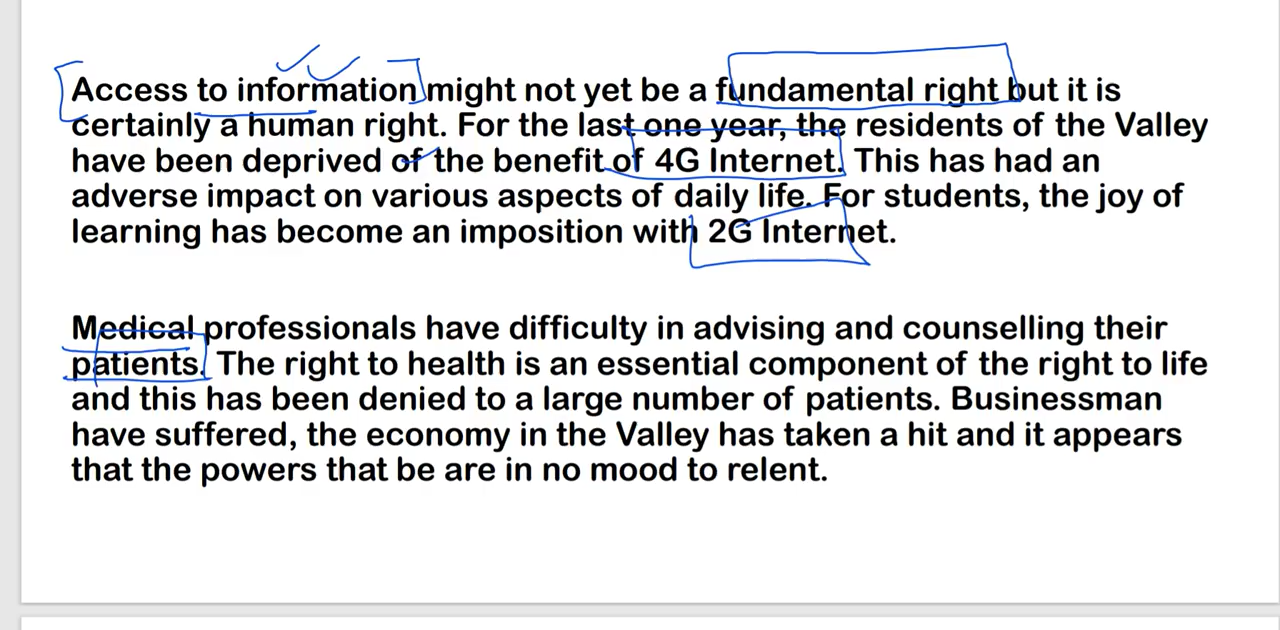 Access to information might not yet be a fundamental right but it is
certainly a human right. For the last one year, the residents of the Valley
have been deprived of the benefit of 4G Internet. This has had an
adverse impact on various aspects of daily life. For students, the joy of
learning has become an imposition with 2G Internet.
Medical professionals have difficulty in advising and counselling their
patients. The right to health is an essential component of the right to life
and this has been denied to a large number of patients. Businessman
have suffered, the economy in the Valley has taken a hit and it appears
that the powers that be are in no mood to relent.